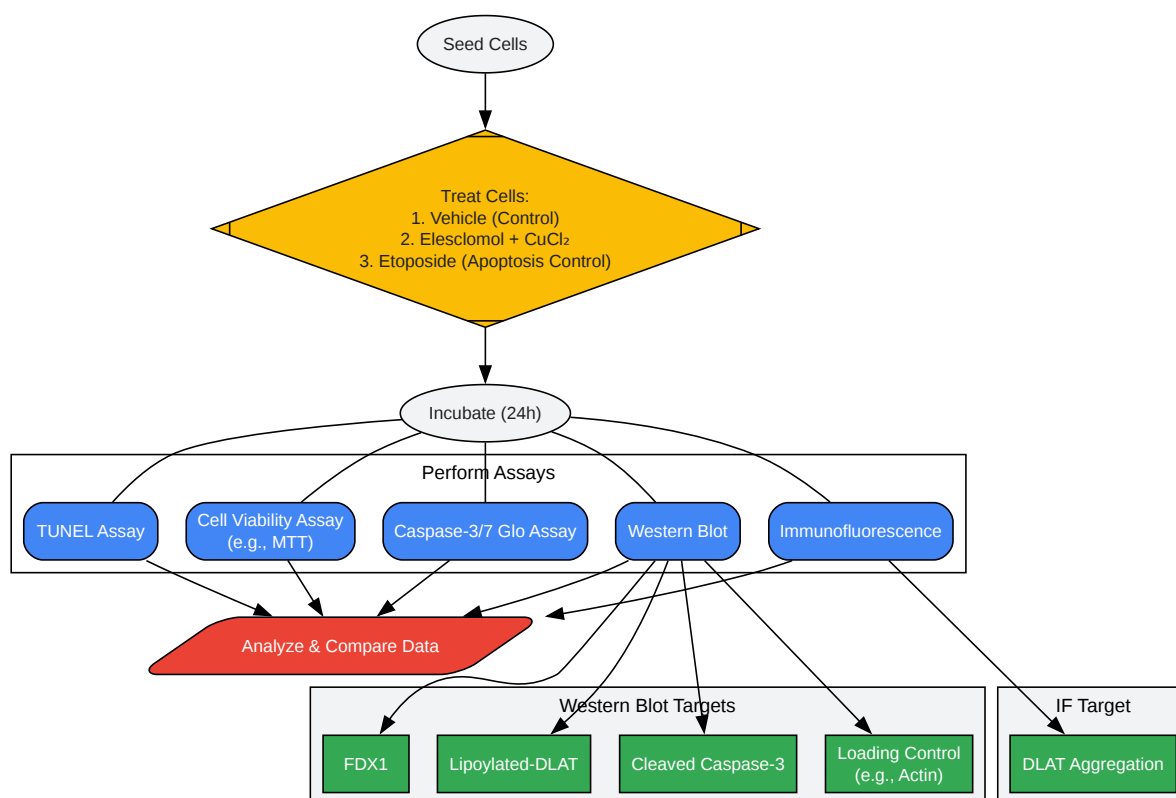 Seed Cells
Treat Cells:
1. Vehicle (Control)
2. Elesclomol + CuCl₂
3. Etoposide (Apoptosis Control)
Incubate (24h)
Perform Assays
TUNEL Assay
Cell Viability Assay
(e.g., MTT)
Caspase-3/7 Glo Assay
Western Blot
Immunofluorescence
Analyze & Compare Data
Western Blot Targets
IF Target
FDX1
Lipoylated-DLAT
Cleaved Caspase-3
Loading Control
(e.g., Actin)
DLAT Aggregation